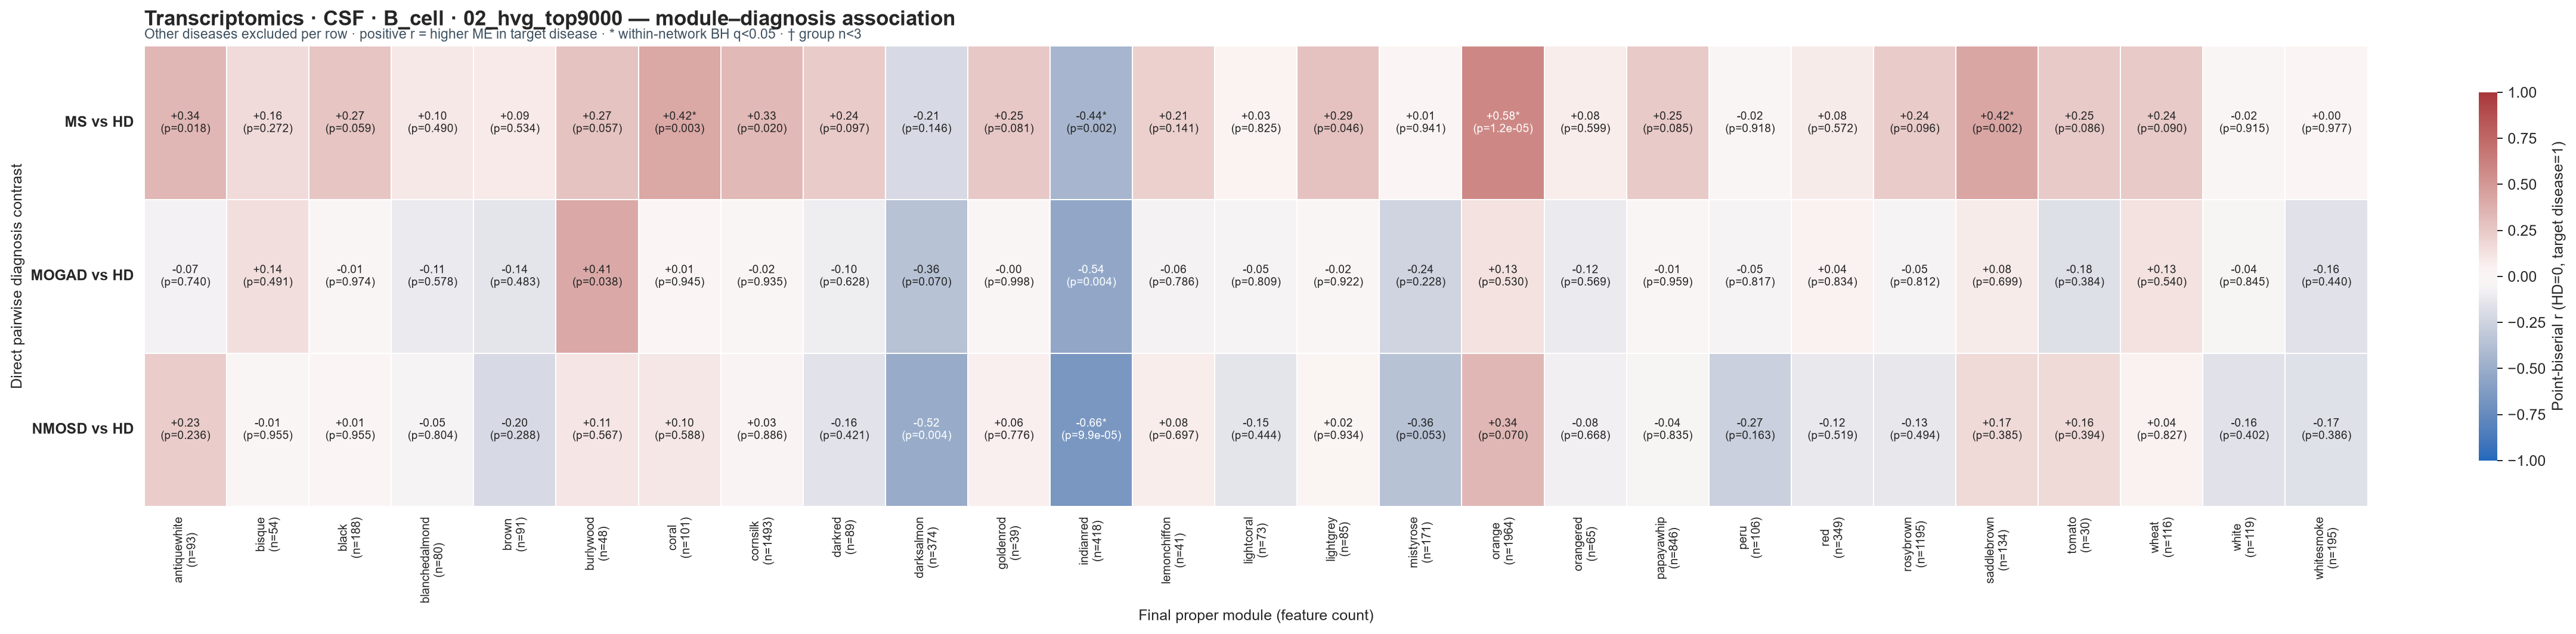 Transcriptomics · CSF · B_cell · 02_hvg_top9000 — module–diagnosis association
Other diseases excluded per row · positive r = higher ME in target disease · * within-network BH q<0.05 · † group n<3
Direct pairwise diagnosis contrast
MS vs HD
+0.34 +0.16 +0.27 +0.10 +0.09 +0.27 +0.42* +0.33 +0.24 -0.21 +0.25 -0.44* +0.21 +0.03 +0.29 +0.01 +0.58* +0.08 +0.25 -0.02 +0.08 +0.24 +0.42* +0.25 +0.24 -0.02 +0.00
(p=0.018) (p=0.272) (p=0.059) (p=0.490) (p=0.534) (p=0.057) (p=0.003) (p=0.020) (p=0.097) (p=0.146) (p=0.081) (p=0.002) (p=0.141) (p=0.825) (p=0.046) (p=0.941) (p=1.2e-05) (p=0.599) (p=0.085) (p=0.918) (p=0.572) (p=0.096) (p=0.002) (p=0.086) (p=0.090) (p=0.915) (p=0.977)
MOGAD vs HD
-0.07 +0.14 -0.01 -0.11 -0.14 +0.41 +0.01 -0.02 -0.10 -0.36 -0.00 -0.54 -0.06 -0.05 -0.02 -0.24 +0.13 -0.12 -0.01 -0.05 +0.04 -0.05 +0.08 -0.18 +0.13 -0.04 -0.16
(p=0.740) (p=0.491) (p=0.974) (p=0.578) (p=0.483) (p=0.038) (p=0.945) (p=0.935) (p=0.628) (p=0.070) (p=0.998) (p=0.004) (p=0.786) (p=0.809) (p=0.922) (p=0.228) (p=0.530) (p=0.569) (p=0.959) (p=0.817) (p=0.834) (p=0.812) (p=0.699) (p=0.384) (p=0.540) (p=0.845) (p=0.440)
NMOSD vs HD
+0.23 -0.01 +0.01 -0.05 -0.20 +0.11 +0.10 +0.03 -0.16 -0.52 +0.06 -0.66* +0.08 -0.15 +0.02 -0.36 +0.34 -0.08 -0.04 -0.27 -0.12 -0.13 +0.17 +0.16 +0.04 -0.16 -0.17
(p=0.236) (p=0.955) (p=0.955) (p=0.804) (p=0.288) (p=0.567) (p=0.588) (p=0.886) (p=0.421) (p=0.004) (p=0.776) (p=9.9e-05) (p=0.697) (p=0.444) (p=0.934) (p=0.053) (p=0.070) (p=0.668) (p=0.835) (p=0.163) (p=0.519) (p=0.494) (p=0.385) (p=0.394) (p=0.827) (p=0.402) (p=0.386)
antiquewhite
(n=93)
bisque
(n=54)
black
(n=188)
blanchedalmond
(n=80)
brown
(n=91)
burlywood
(n=48)
coral
(n=101)
cornsilk
(n=1493)
darkred
(n=89)
darksalmon
(n=374)
goldenrod
(n=39)
indianred
(n=418)
lemonchiffon
(n=41)
lightcoral
(n=73)
lightgrey
(n=85)
mistyrose
(n=171)
orange
(n=1964)
orangered
(n=65)
papayawhip
(n=846)
peru
(n=106)
red
(n=349)
rosybrown
(n=1195)
saddlebrown
(n=134)
tomato
(n=30)
wheat
(n=116)
white
(n=119)
whitesmoke
(n=195)
Final proper module (feature count)
1.00
0.75
0.50
0.25
0.00
−0.25
−0.50
−0.75
−1.00
Point-biserial r (HD=0, target disease=1)